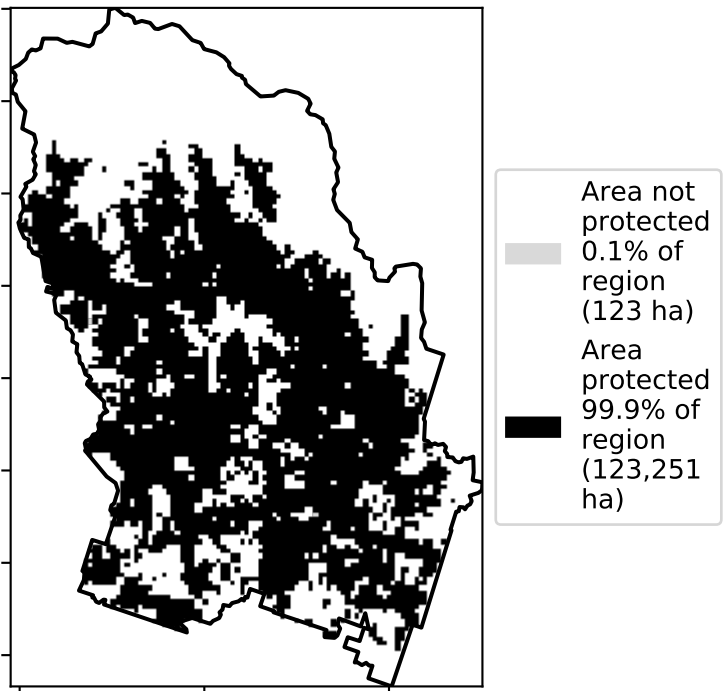 Area not
protected
0.1% of
region
(123 ha)
Area
protected
99.9% of
region
(123,251
ha)